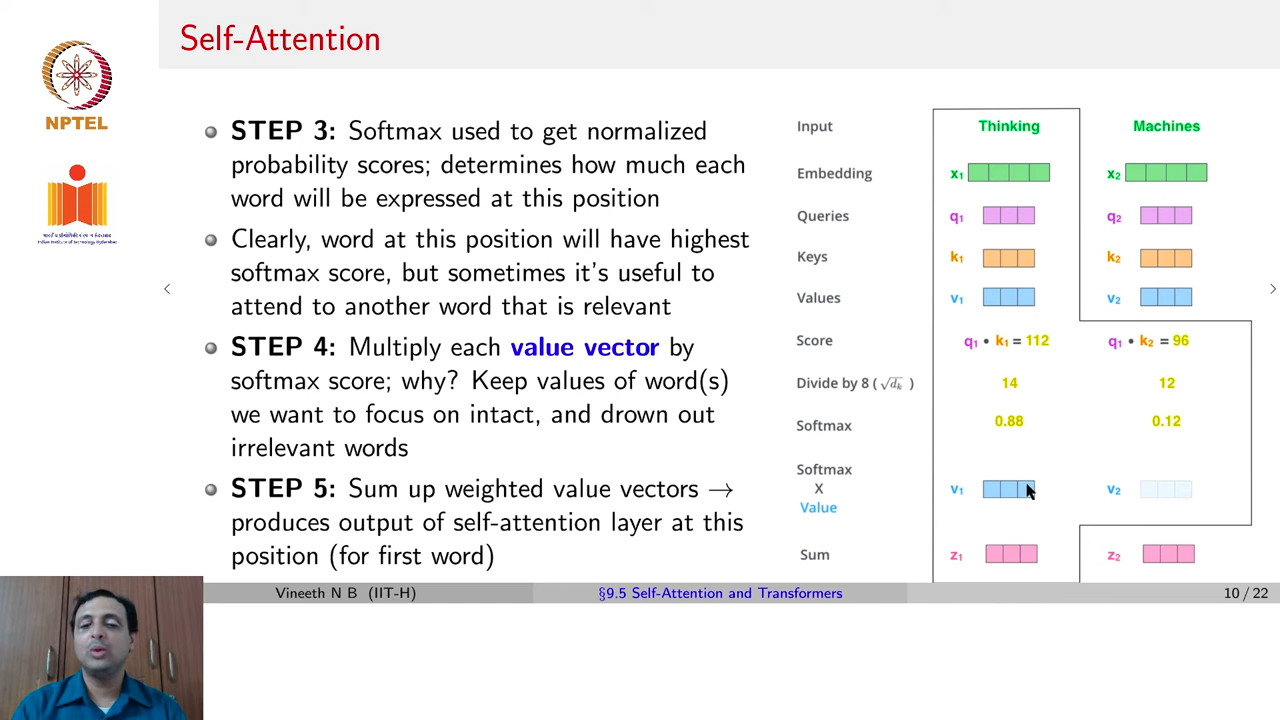 Self-Attention
NPTEL
STEP 3: Softmax used to get normalized
probability scores; determines how much each
word will be expressed at this position
Clearly, word at this position will have highest
softmax score, but sometimes it's useful to
attend to another word that is relevant
STEP 4: Multiply each value vector by
softmax score; why? Keep values of word(s)
we want to focus on intact, and drown out
irrelevant words
STEP 5: Sum up weighted value vectors →
produces output of self-attention layer at this
position (for first word)
Input Thinking Machines
Embedding x₁ x₂
Queries q₁ q₂
Keys k₁ k₂
Values v₁ v₂
Score q₁ • k₁ = 112 q₁ • k₂ = 96
Divide by 8 ( √dₖ ) 14 12
Softmax 0.88 0.12
Softmax
X
Value v₁ v₂
Sum z₁ z₂
Vineeth N B (IIT-H) §9.5 Self-Attention and Transformers 10 / 22